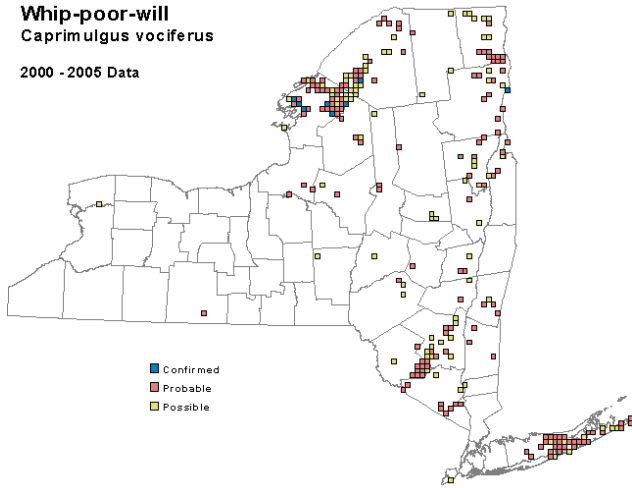 Whip-poor-will
Caprimulgus vociferus
2000 - 2005 Data
Confirmed
Probable
Possible